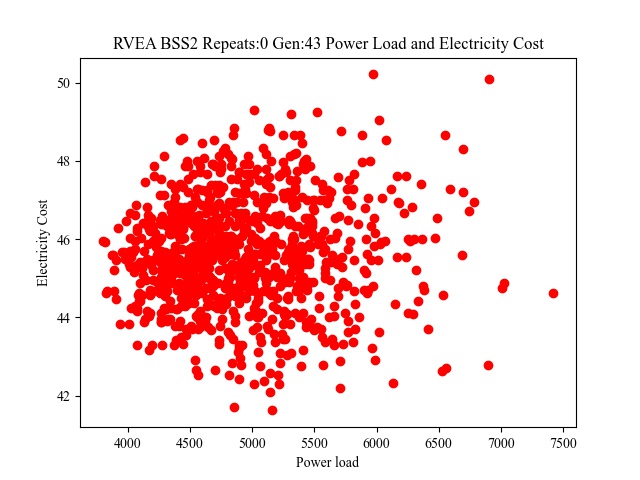 RVEA BSS2 Repeats:0 Gen:43 Power Load and Electricity Cost
50
48
46
44
42
Electricity Cost
4000 4500 5000 5500 6000 6500 7000 7500
Power load